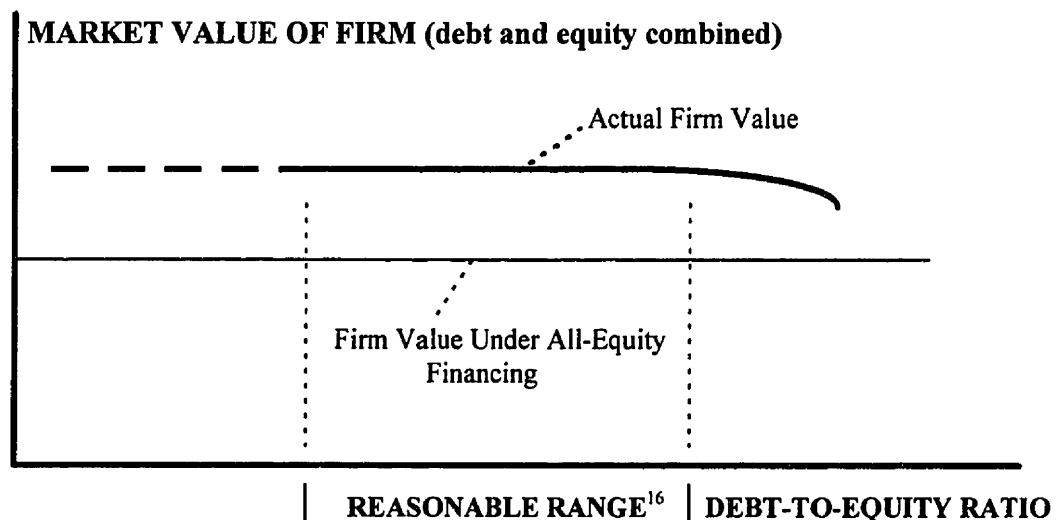 MARKET VALUE OF FIRM (debt and equity combined)
Actual Firm Value
Firm Value Under All-Equity
Financing
REASONABLE RANGE¹⁶ DEBT-TO-EQUITY RATIO